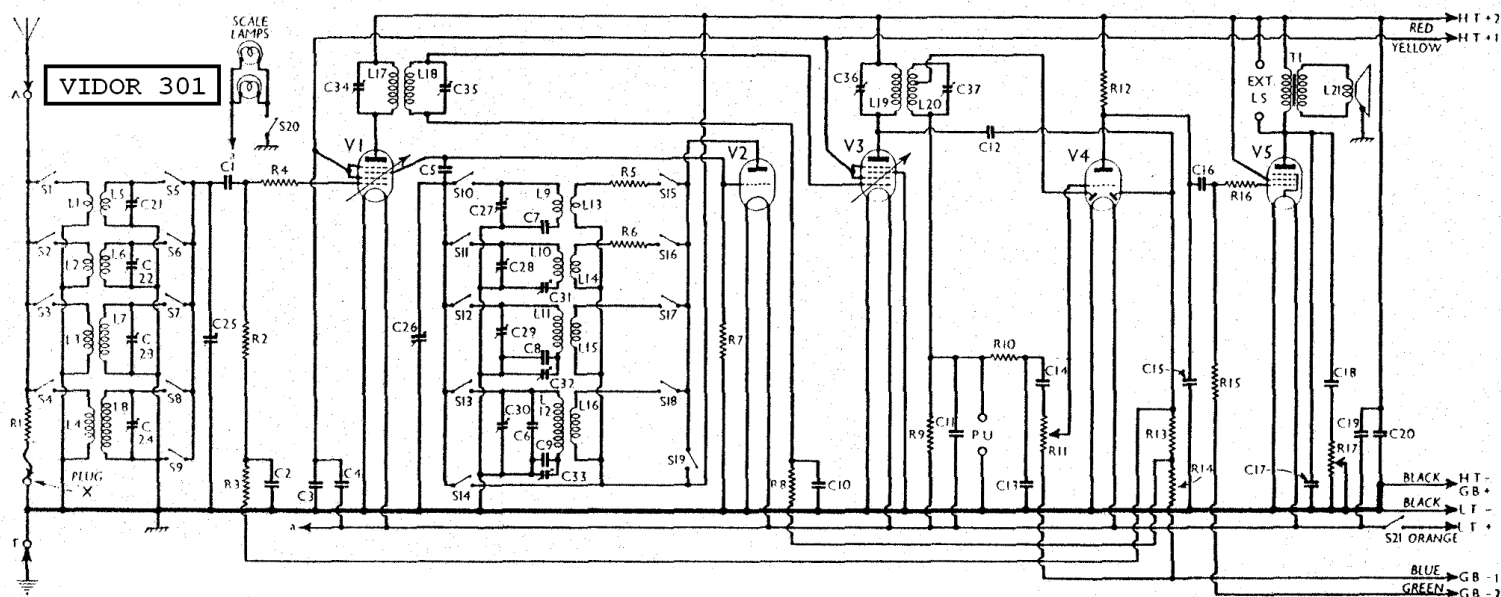 SCALE
LAMPS
VIDOR 301
HT+2
RED
HT+1
YELLOW
A
S20
a
C1
R4
V1
L17
L18
C34
C35
C5
V2
C36
L19
L20
C37
V3
C12
V4
R12
C16
R16
V5
EXT.
LS
T1
L21
S1
L1
L5
C21
S5
S2
L2
L6
C
22
S6
S3
L3
L7
C
23
S7
S4
L4
L8
C
24
S8
S9
R1
PLUG
X
T
C25
R2
R3
C2
C3
C4
C26
S10
C27
C7
L9
L13
R5
S15
S11
C28
L10
L14
C31
R6
S16
S12
C29
L11
C8
C32
L15
S17
S13
C30
C6
L
12
C9
C33
L16
S18
S14
S19
R7
R8
C10
R9
C11
PU
R10
C14
R11
C13
C15
R13
R14
R15
C17
C18
R17
C19
C20
BLACK
HT-
GB+
BLACK
LT-
LT+
S21
ORANGE
a
BLUE
GB-1
GREEN
GB-2